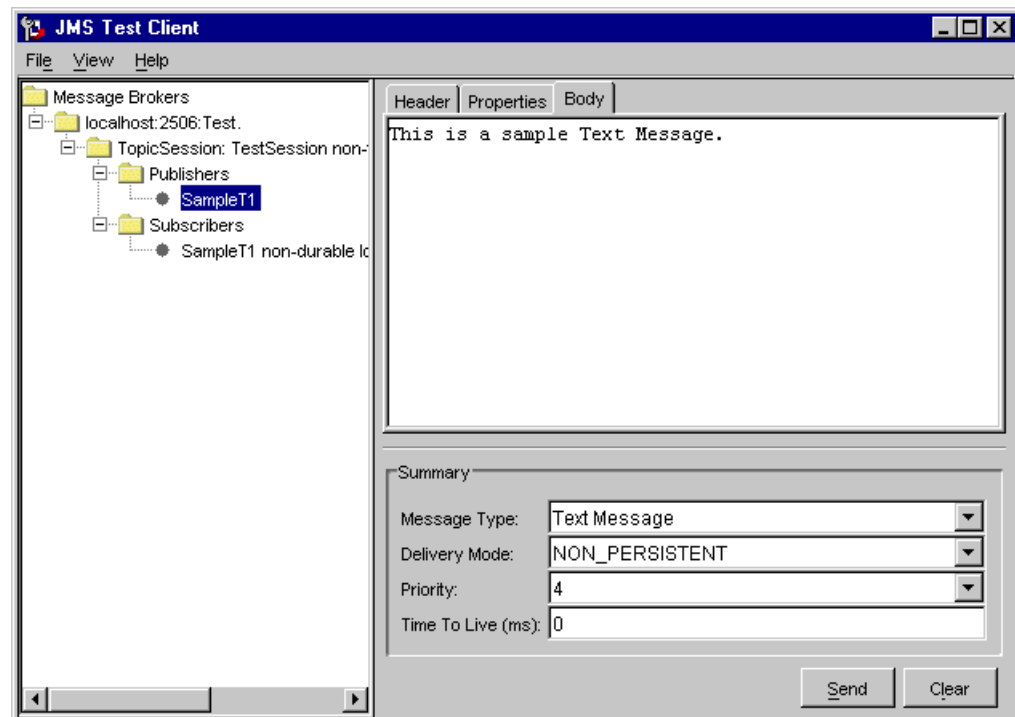 JMS Test Client
File View Help
Message Brokers
localhost:2506:Test.
TopicSession: TestSession non-
Publishers
SampleT1
Subscribers
SampleT1 non-durable lo
Header Properties Body
This is a sample Text Message.
Summary
Message Type: Text Message
Delivery Mode: NON_PERSISTENT
Priority: 4
Time To Live (ms): 0
Send Clear